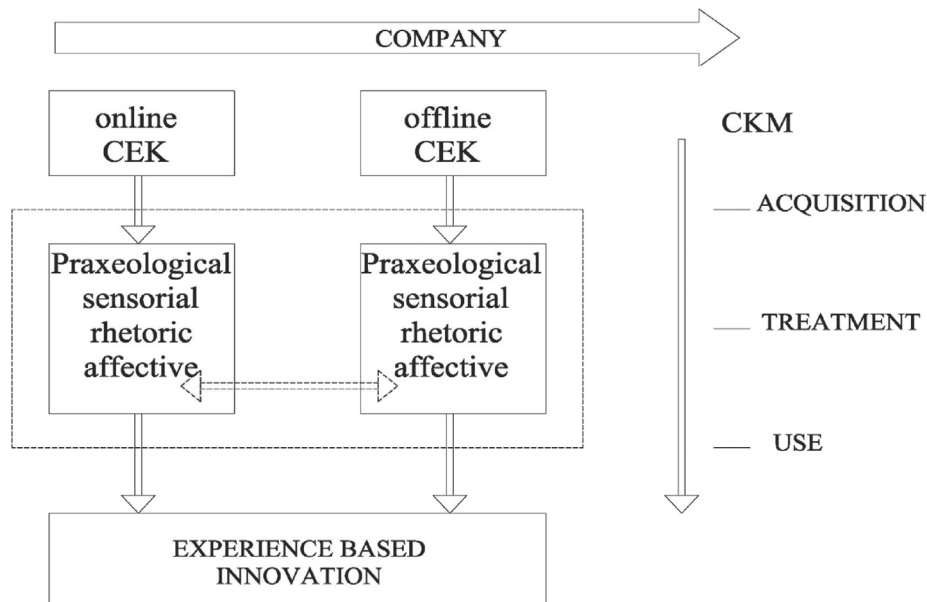 COMPANY
online
CEK
offline
CEK
CKM
ACQUISITION
Praxeological
sensorial
rhetoric
affective
Praxeological
sensorial
rhetoric
affective
TREATMENT
USE
EXPERIENCE BASED
INNOVATION